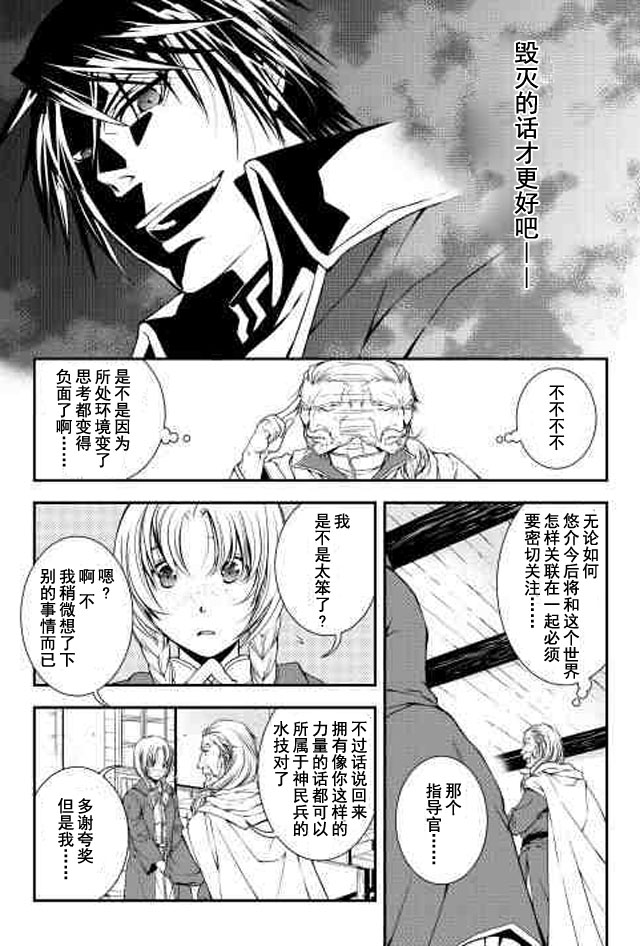 毁灭的话才更好吧——
不不不不
是不是因为
所处环境变了
思考都变得
负面了啊……
无论如何
悠介今后将和这个世界
怎样关联在一起必须
要密切关注……
那个
指导官……
我
是不是太笨了?
嗯?
啊 不
我稍微想了下
别的事情而已
不过话说回来
拥有像你这样的
力量的话都可以
所属于神民兵的
水技对了
多谢夸奖
但是我……